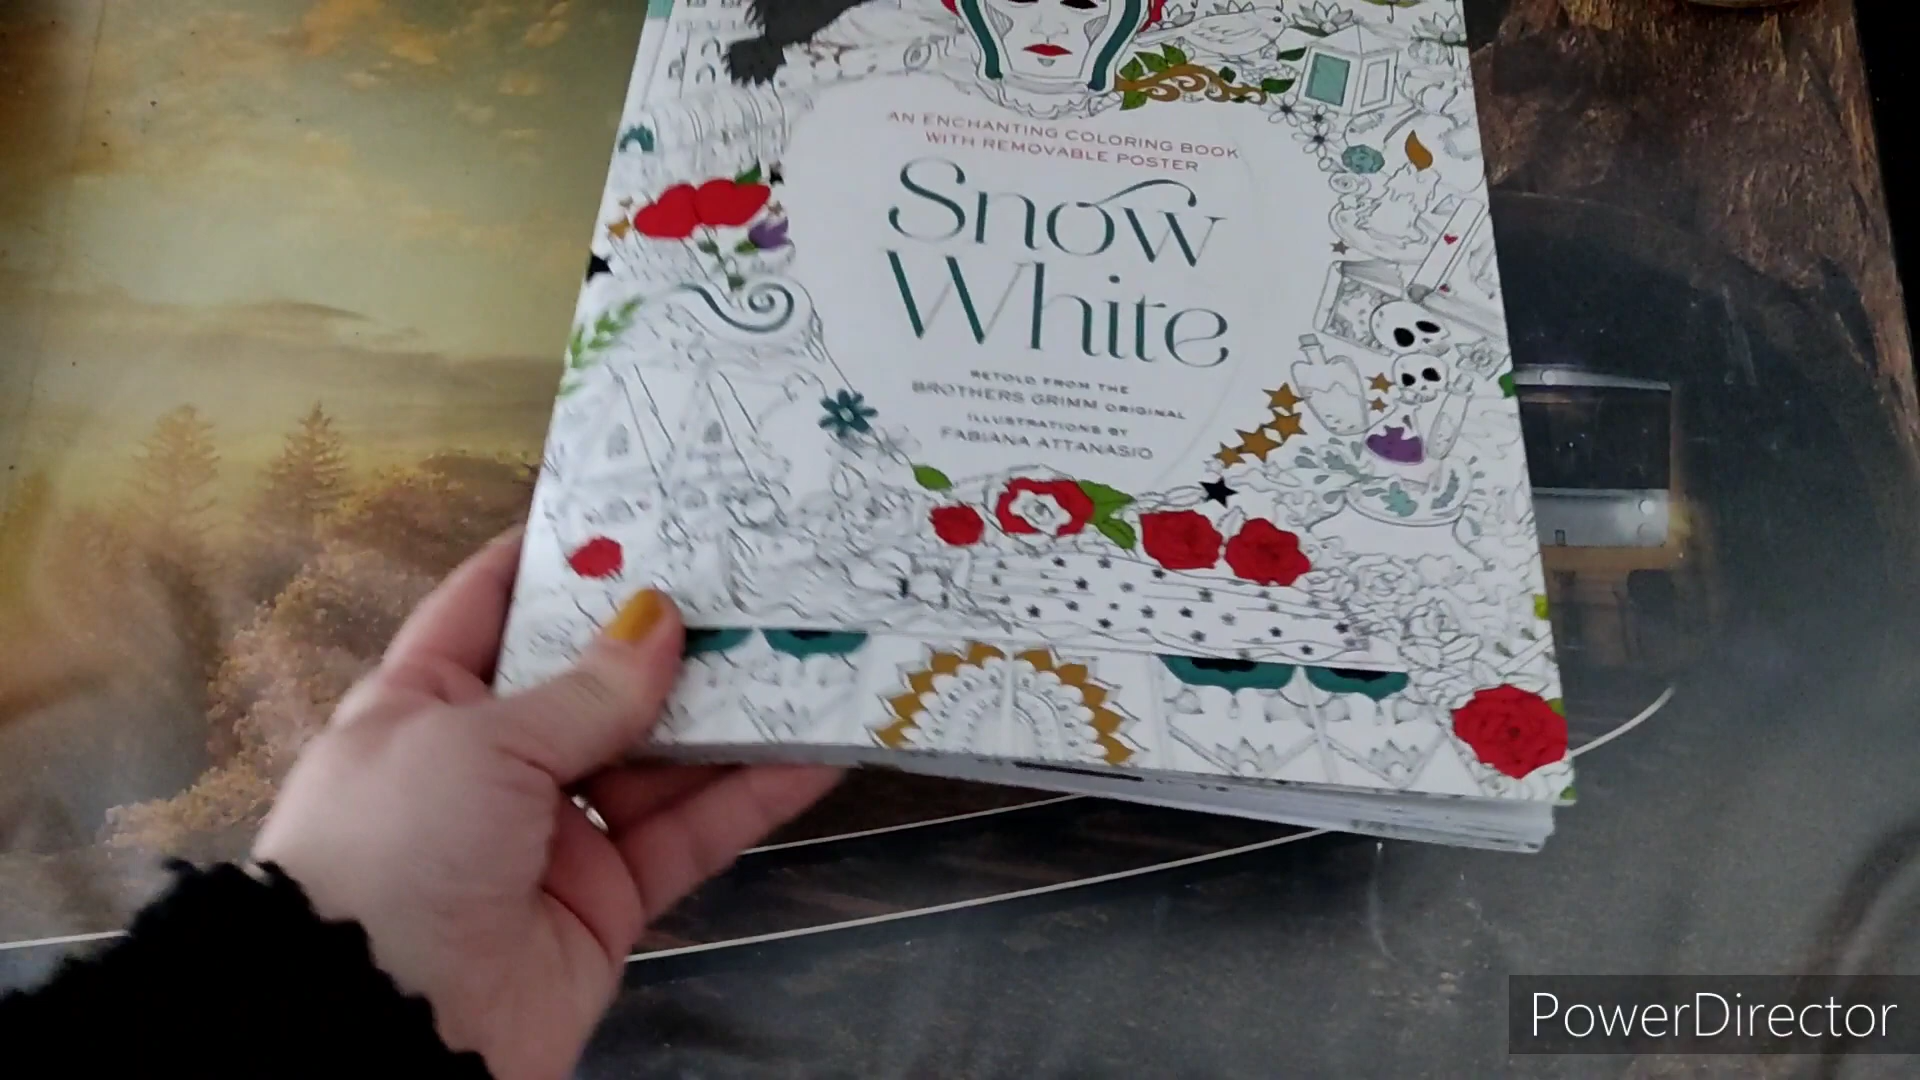 AN ENCHANTING COLORING BOOK
WITH REMOVABLE POSTER
Snow
White
RETOLD FROM THE
BROTHERS GRIMM ORIGINAL
ILLUSTRATIONS BY
FABIANA ATTANASIO
PowerDirector